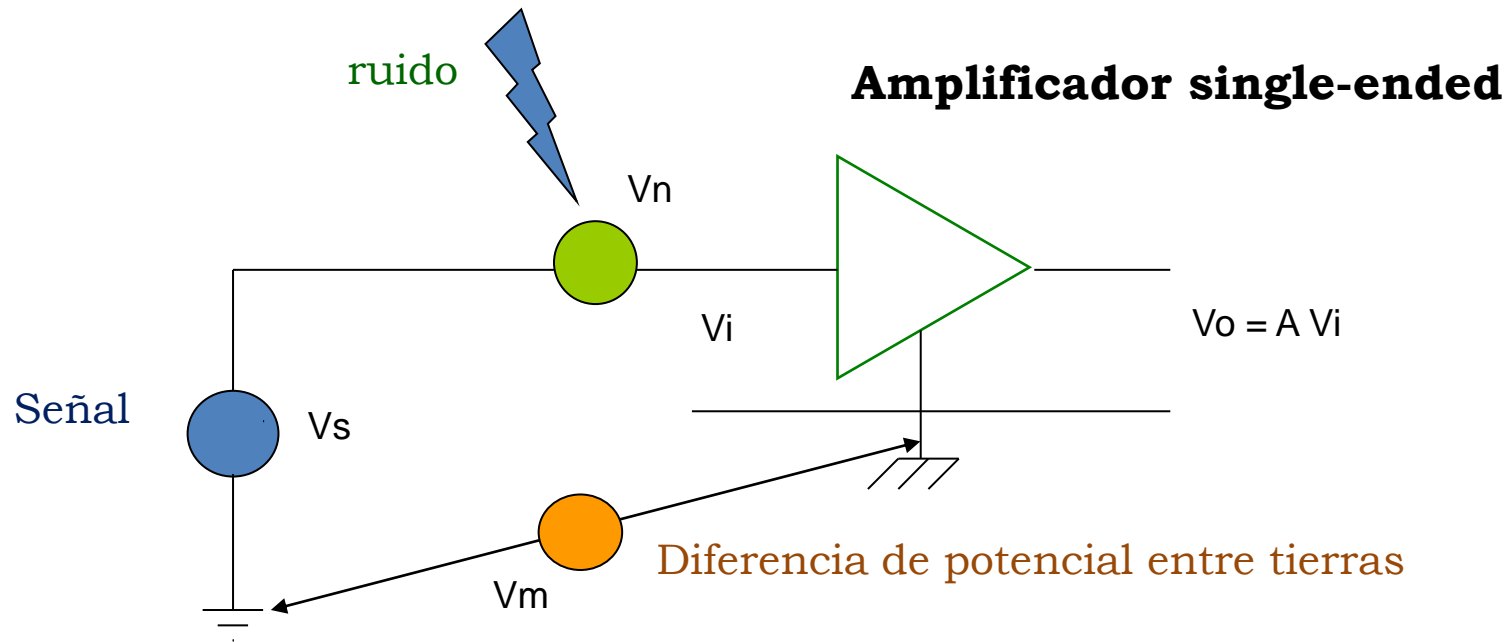 ruido
Amplificador single-ended
Vn
Vi
Vo = A Vi
Señal
Vs
Diferencia de potencial entre tierras
Vm